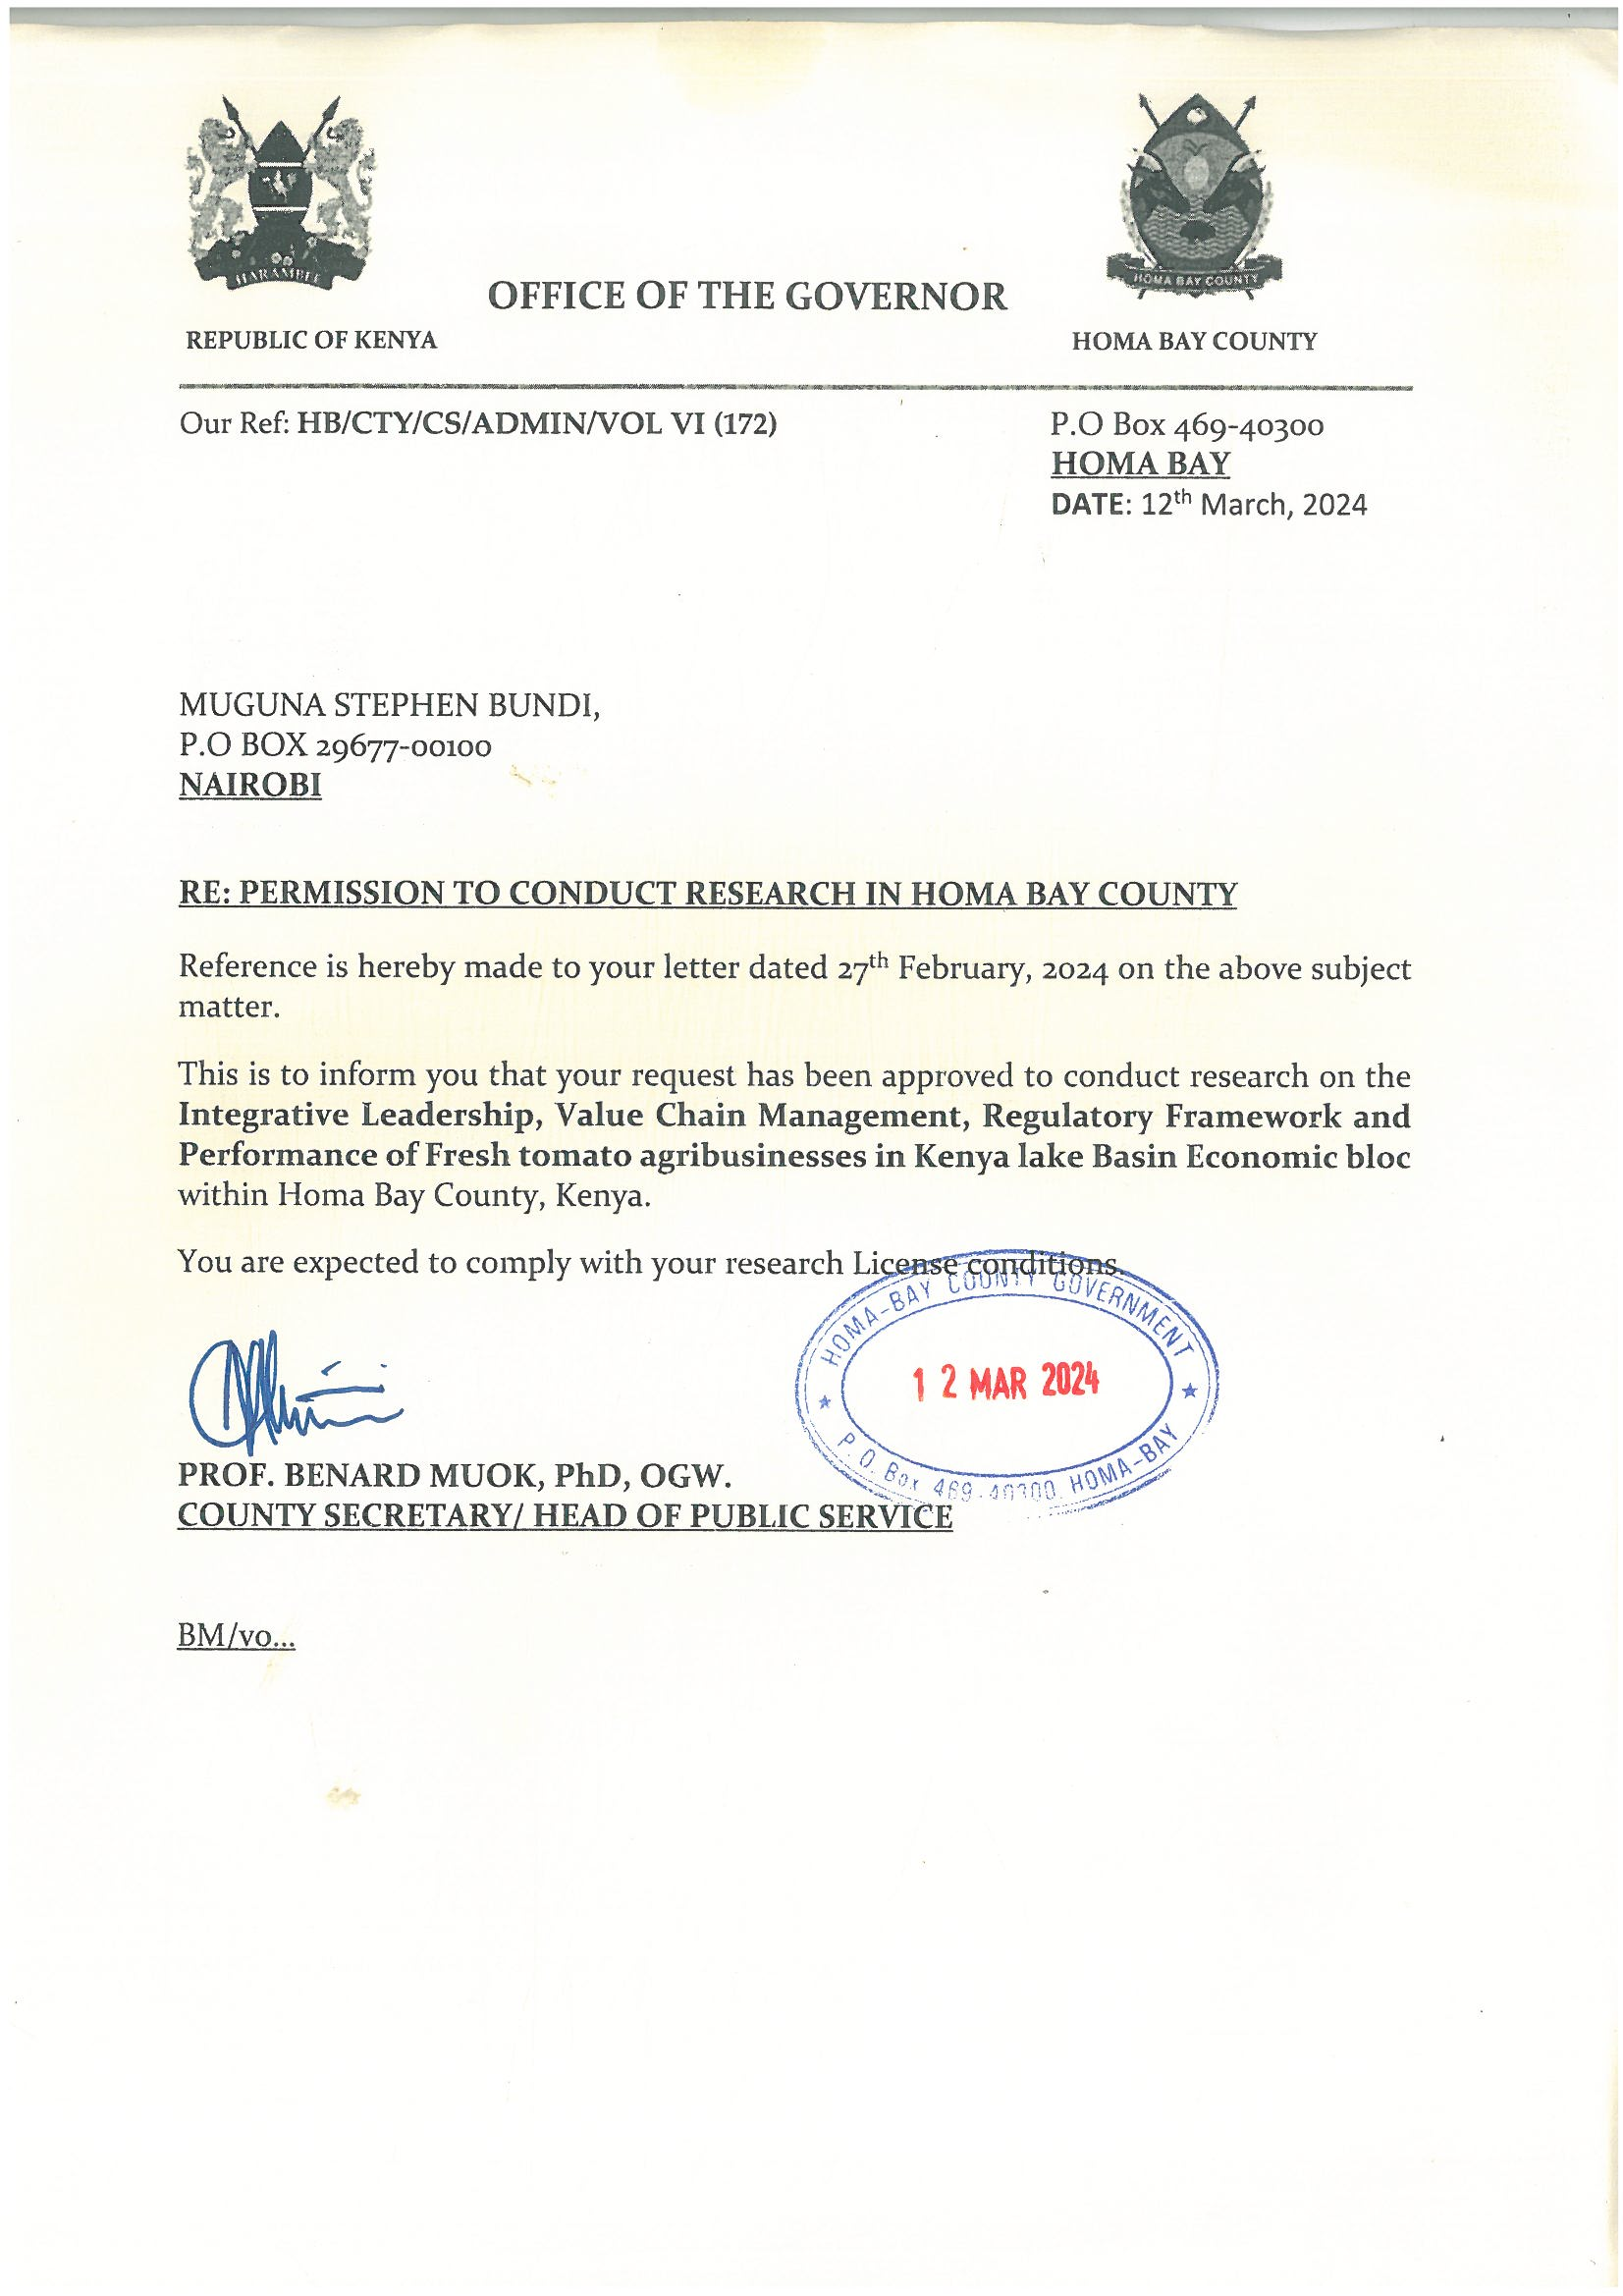 HARAMBEE
HOMA BAY COUNTY
OFFICE OF THE GOVERNOR
REPUBLIC OF KENYA
HOMA BAY COUNTY
Our Ref: HB/CTY/CS/ADMIN/VOL VI (172)
P.O Box 469-40300
HOMA BAY
DATE: 12th March, 2024
MUGUNA STEPHEN BUNDI,
P.O BOX 29677-00100
NAIROBI
RE: PERMISSION TO CONDUCT RESEARCH IN HOMA BAY COUNTY
Reference is hereby made to your letter dated 27th February, 2024 on the above subject
matter.
This is to inform you that your request has been approved to conduct research on the
Integrative Leadership, Value Chain Management, Regulatory Framework and
Performance of Fresh tomato agribusinesses in Kenya lake Basin Economic bloc
within Homa Bay County, Kenya.
You are expected to comply with your research License conditions.
HOMA-BAY COUNTY GOVERNMENT
12 MAR 2024
P. O. Box 469-40300 HOMA-BAY
PROF. BENARD MUOK, PhD, OGW.
COUNTY SECRETARY/ HEAD OF PUBLIC SERVICE
BM/vo...